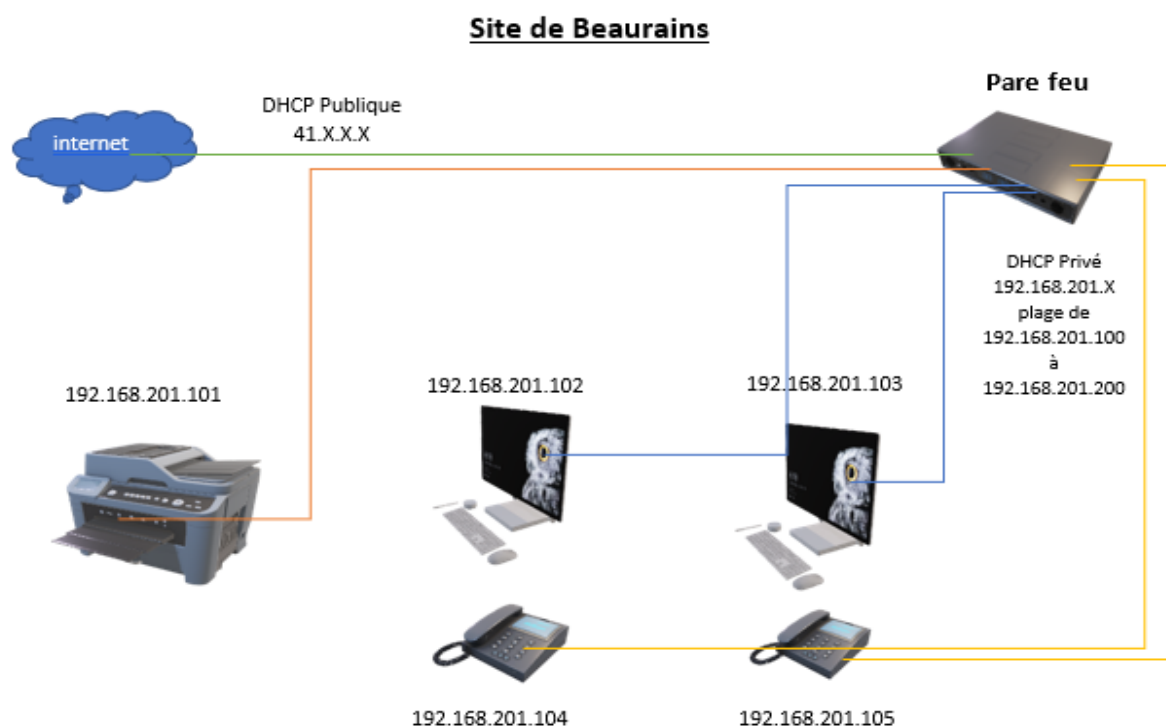 Site de Beaurains
Pare feu
DHCP Publique
41.X.X.X
internet
DHCP Privé
192.168.201.X
plage de
192.168.201.100
à
192.168.201.200
192.168.201.101
192.168.201.102
192.168.201.103
192.168.201.104
192.168.201.105